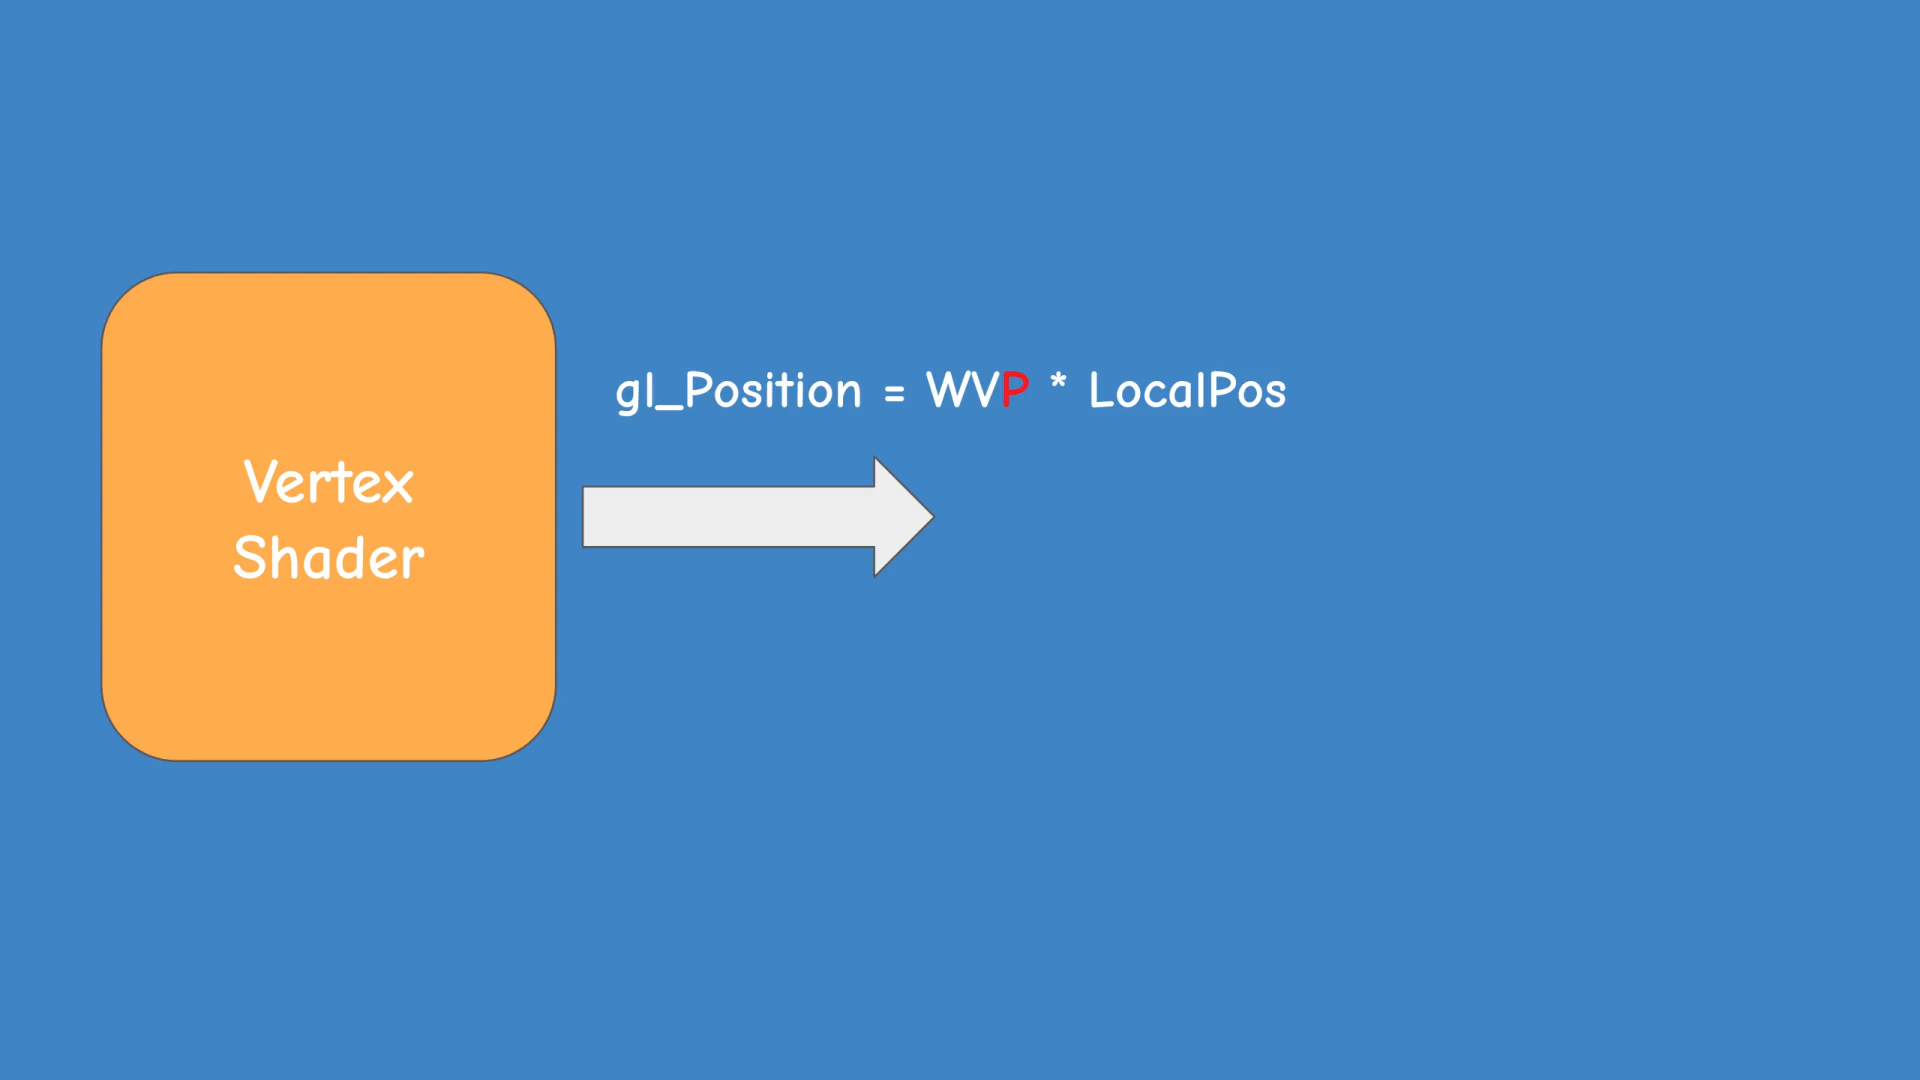 gl_Position = WVP * LocalPos
Vertex
Shader